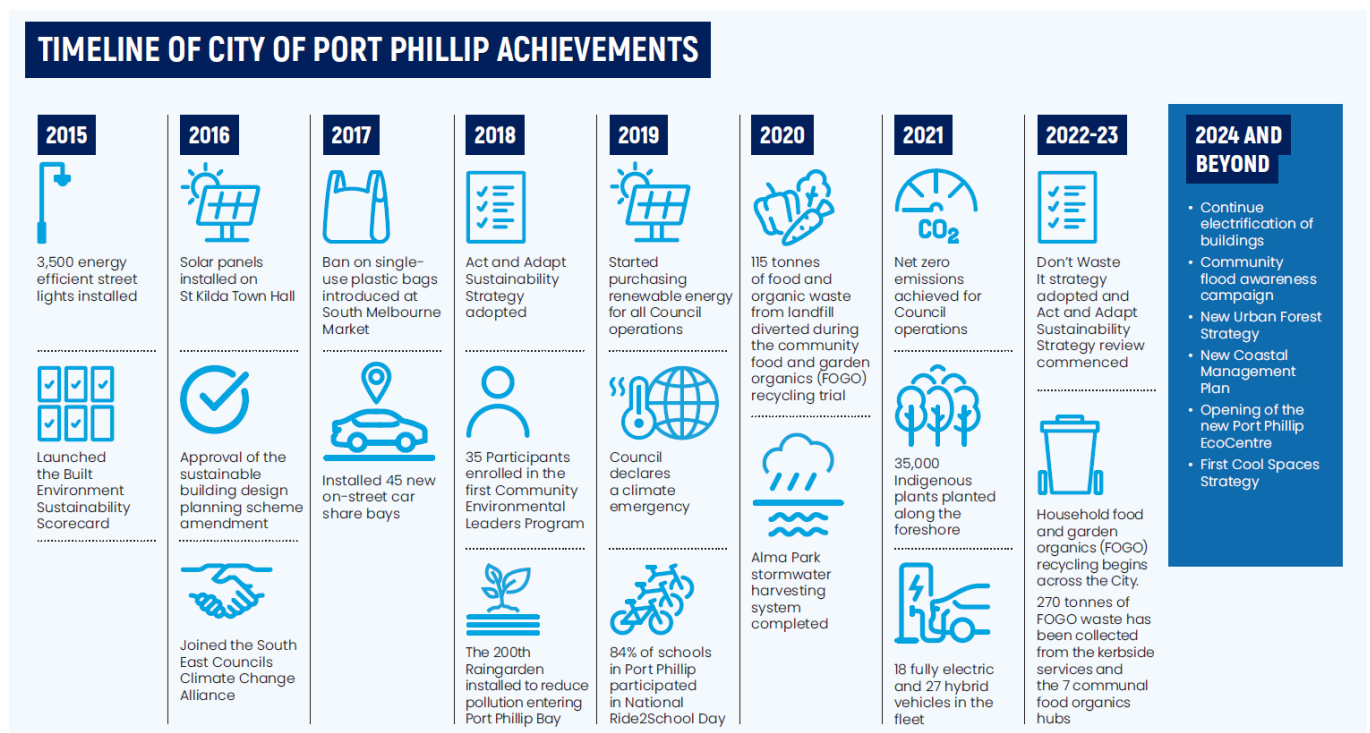 TIMELINE OF CITY OF PORT PHILLIP ACHIEVEMENTS
2015
3,500 energy
efficient street
lights installed
Launched
the Built
Environment
Sustainability
Scorecard
2016
Solar panels
installed on
St Kilda Town Hall
Approval of the
sustainable
building design
planning scheme
amendment
Joined the South
East Councils
Climate Change
Alliance
2017
Ban on single-
use plastic bags
introduced at
South Melbourne
Market
Installed 45 new
on-street car
share bays
2018
Act and Adapt
Sustainability
Strategy
adopted
35 Participants
enrolled in the
first Community
Environmental
Leaders Program
The 200th
Raingarden
installed to reduce
pollution entering
Port Phillip Bay
2019
Started
purchasing
renewable energy
for all Council
operations
Council
declares
a climate
emergency
84% of schools
in Port Phillip
participated
in National
Ride2School Day
2020
115 tonnes
of food and
organic waste
from landfill
diverted during
the community
food and garden
organics (FOGO)
recycling trial
Alma Park
stormwater
harvesting
system
completed
2021
CO2
Net zero
emissions
achieved for
Council
operations
35,000
Indigenous
plants planted
along the
foreshore
18 fully electric
and 27 hybrid
vehicles in the
fleet
2022-23
Don't Waste
It strategy
adopted and
Act and Adapt
Sustainability
Strategy review
commenced
Household food
and garden
organics (FOGO)
recycling begins
across the City.
270 tonnes of
FOGO waste has
been collected
from the kerbside
services and
the 7 communal
food organics
hubs
2024 AND
BEYOND
• Continue
electrification of
buildings
• Community
flood awareness
campaign
• New Urban Forest
Strategy
• New Coastal
Management
Plan
• Opening of the
new Port Phillip
EcoCentre
• First Cool Spaces
Strategy